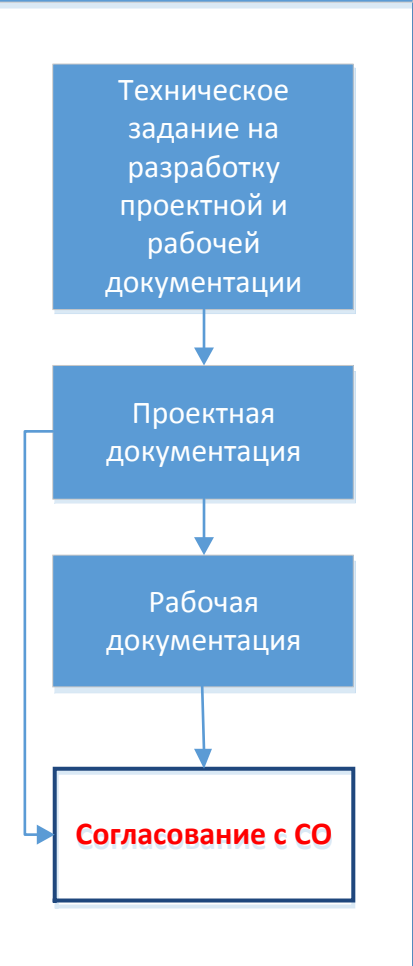 Техническое
задание на
разработку
проектной и
рабочей
документации
Проектная
документация
Рабочая
документация
Согласование с СО